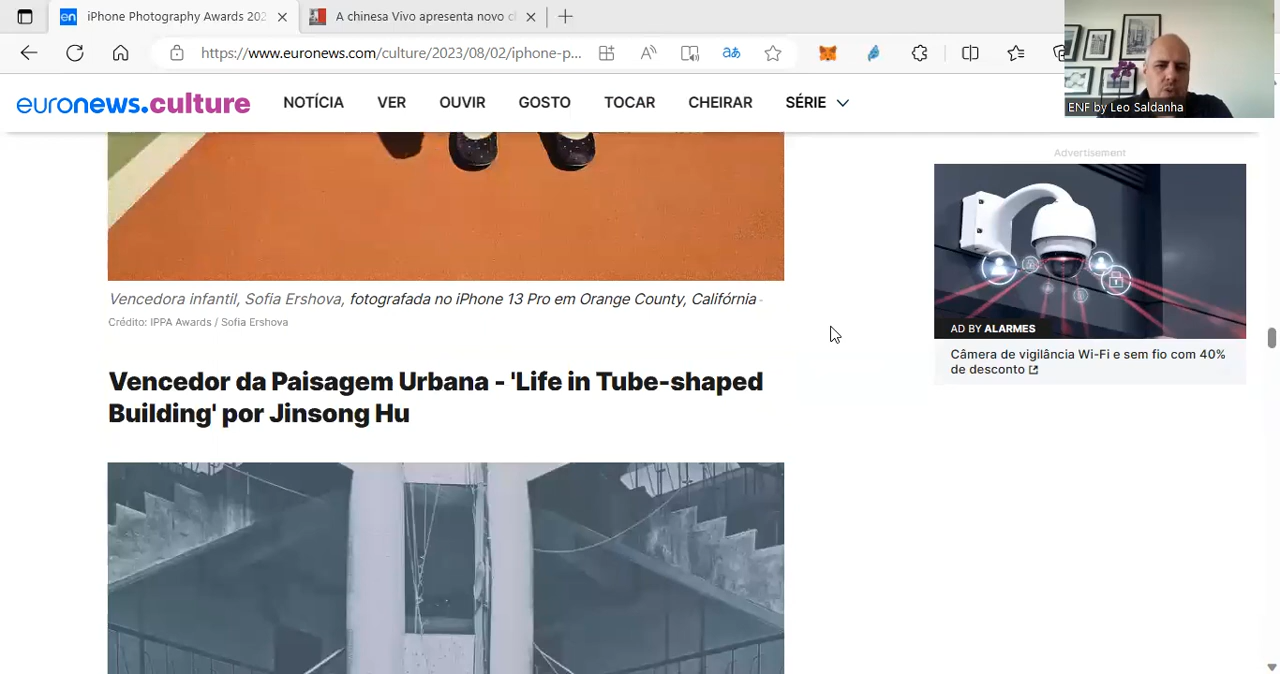 en iPhone Photography Awards 202
A chinesa Vivo apresenta novo c
https://www.euronews.com/culture/2023/08/02/iphone-p...
ENF by Leo Saldanha
euronews.culture
NOTÍCIA VER OUVIR GOSTO TOCAR CHEIRAR SÉRIE
Advertisement
AD BY ALARMES
Câmera de vigilância Wi-Fi e sem fio com 40%
de desconto
Vencedora infantil, Sofia Ershova, fotografada no iPhone 13 Pro em Orange County, Califórnia -
Crédito: IPPA Awards / Sofia Ershova
Vencedor da Paisagem Urbana - 'Life in Tube-shaped
Building' por Jinsong Hu